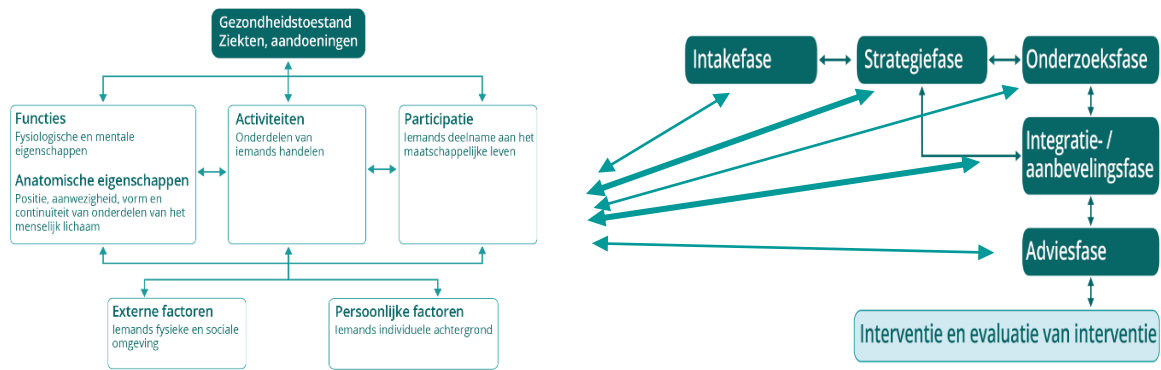 Gezondheidstoestand
Ziekten, aandoeningen
Functies
Fysiologische en mentale
eigenschappen
Anatomische eigenschappen
Positie, aanwezigheid, vorm en
continuïteit van onderdelen van het
menselijk lichaam
Activiteiten
Onderdelen van
iemands handelen
Participatie
Iemands deelname aan het
maatschappelijke leven
Externe factoren
Iemands fysieke en sociale
omgeving
Persoonlijke factoren
Iemands individuele achtergrond
Intakefase
Strategiefase
Onderzoeksfase
Integratie- /
aanbevelingsfase
Adviesfase
Interventie en evaluatie van interventie